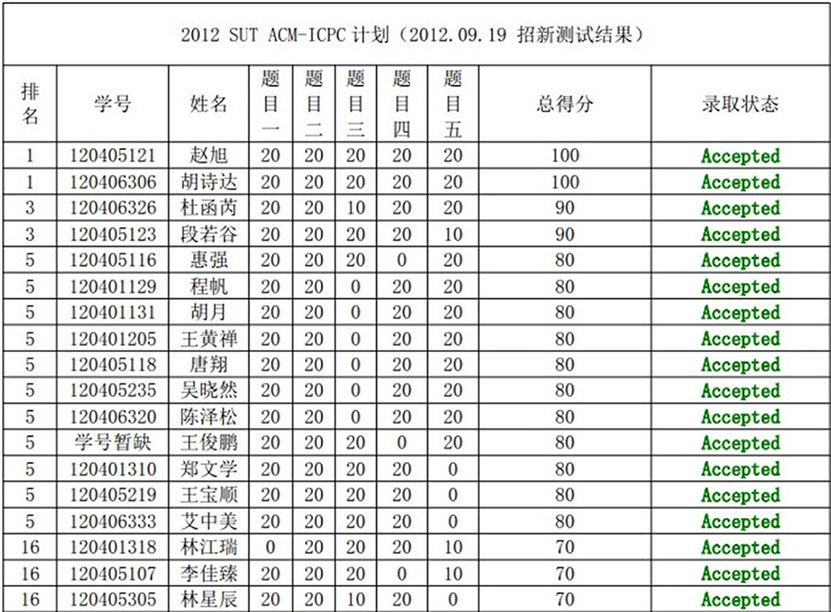 2012 SUT ACM-ICPC 计划（2012.09.19 招新测试结果）
排名 学号 姓名 题目一 题目二 题目三 题目四 题目五 总得分 录取状态
1 120405121 赵旭 20 20 20 20 20 100 Accepted
1 120406306 胡诗达 20 20 20 20 20 100 Accepted
3 120406326 杜函芮 20 20 10 20 20 90 Accepted
3 120405123 段若谷 20 20 20 20 10 90 Accepted
5 120405116 惠强 20 20 20 0 20 80 Accepted
5 120401129 程帆 20 20 0 20 20 80 Accepted
5 120401131 胡月 20 20 0 20 20 80 Accepted
5 120401205 王黄禅 20 20 0 20 20 80 Accepted
5 120405118 唐翔 20 20 0 20 20 80 Accepted
5 120405235 吴晓然 20 20 0 20 20 80 Accepted
5 120406320 陈泽松 20 20 0 20 20 80 Accepted
5 学号暂缺 王俊鹏 20 20 20 0 20 80 Accepted
5 120401310 郑文学 20 20 20 20 0 80 Accepted
5 120405219 王宝顺 20 20 20 20 0 80 Accepted
5 120406333 艾中美 20 20 20 20 0 80 Accepted
16 120401318 林江瑞 0 20 20 20 10 70 Accepted
16 120405107 李佳臻 20 20 20 0 10 70 Accepted
16 120405305 林星辰 20 20 10 20 0 70 Accepted